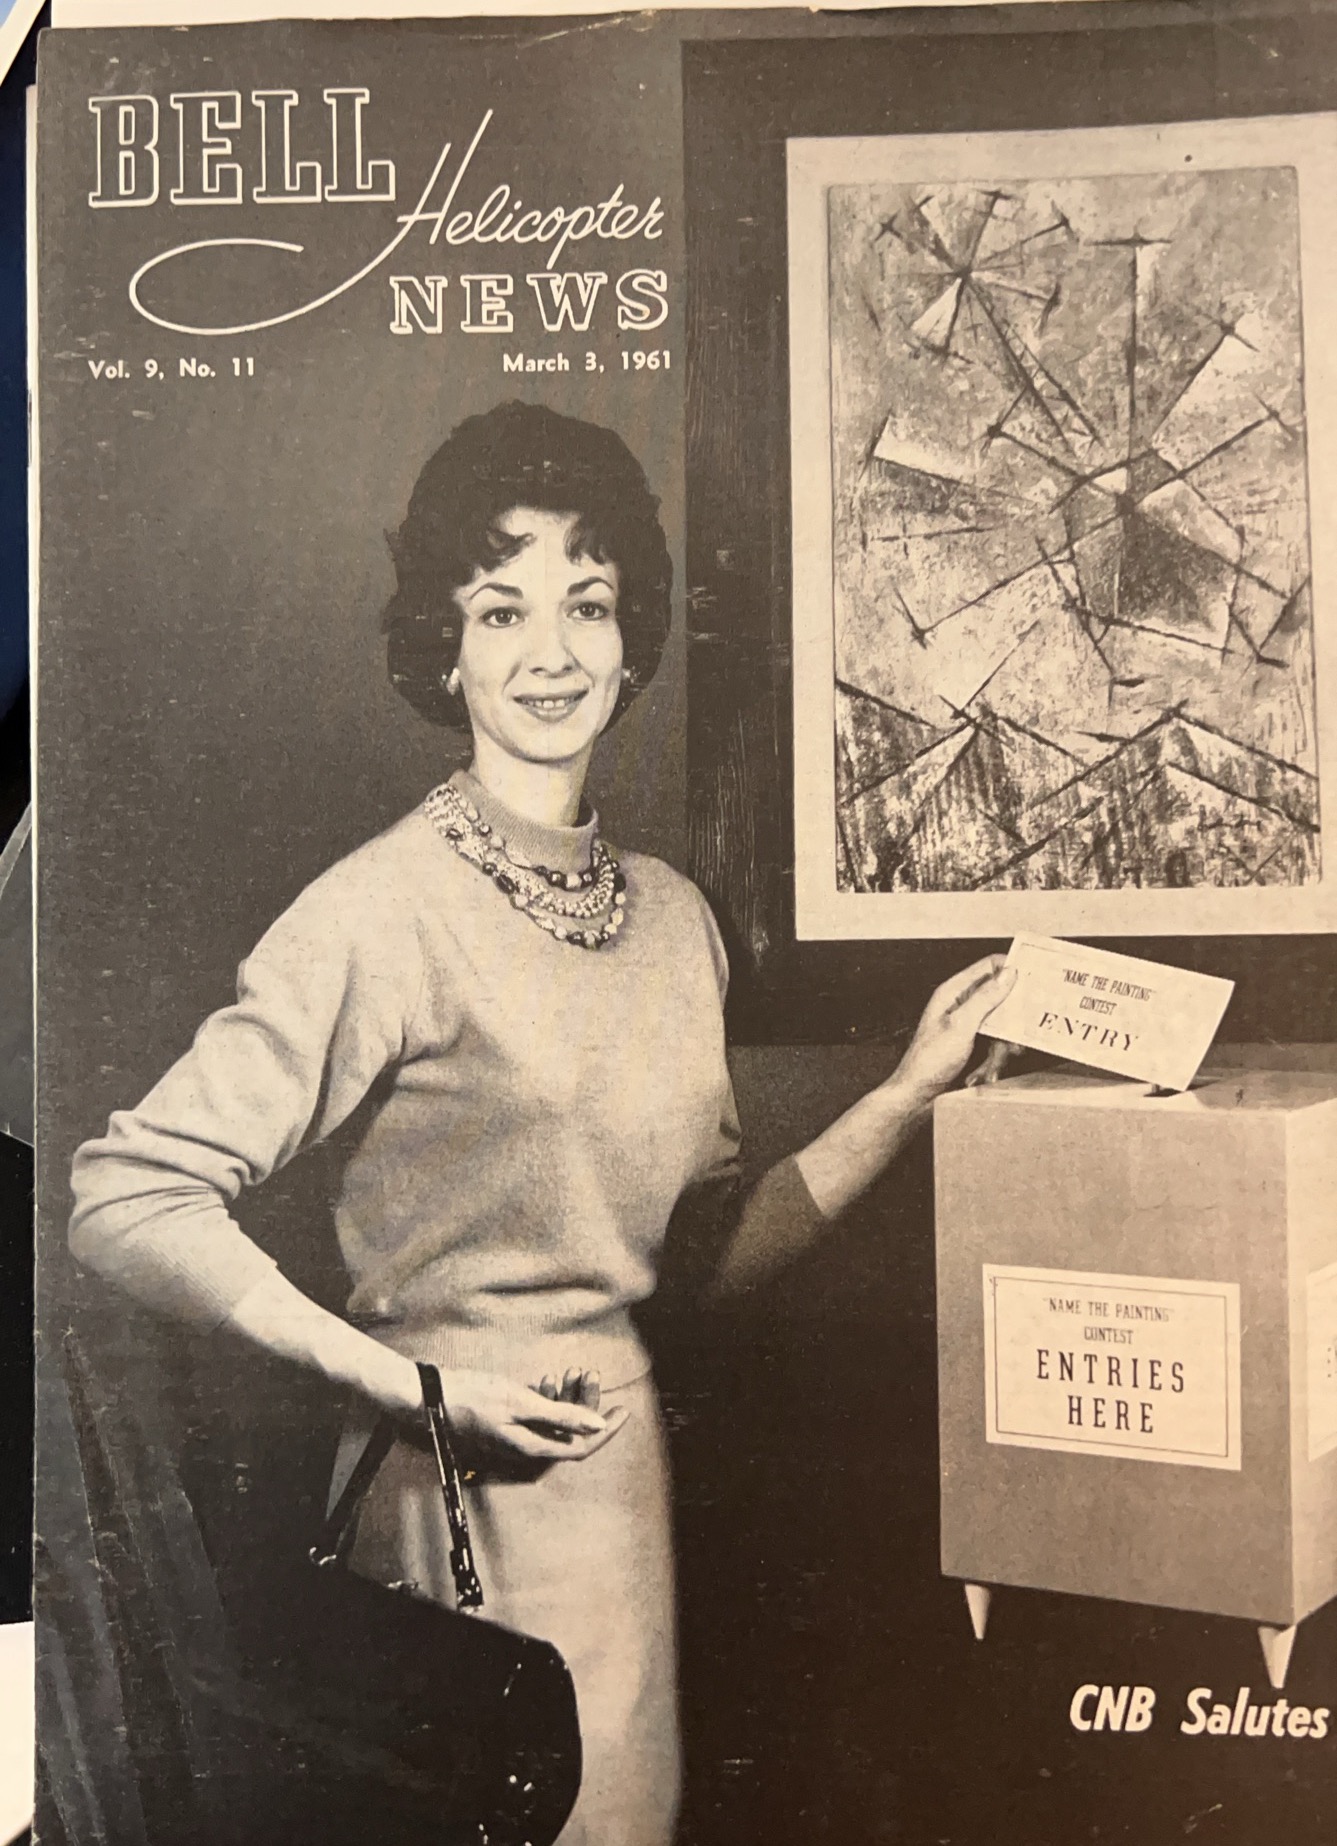 BELL
Helicopter
NEWS
Vol. 9, No. 11
March 3, 1961
"NAME THE PAINTING"
CONTEST
ENTRY
"NAME THE PAINTING"
CONTEST
ENTRIES
HERE
CNB Salutes